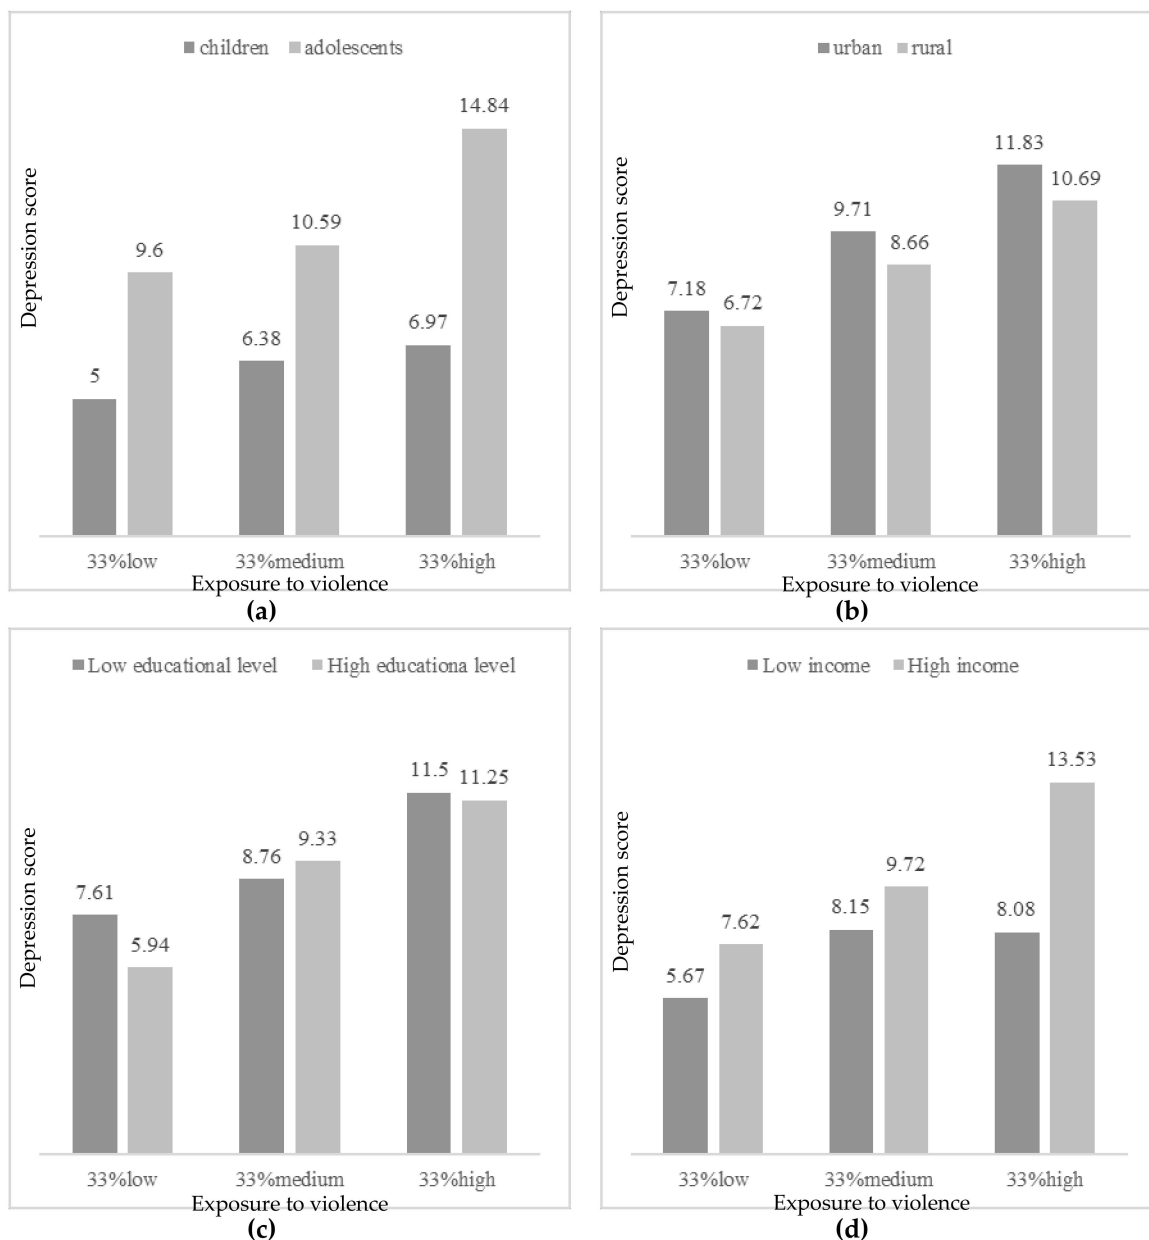 children adolescents
14.84
10.59
9.6
6.97
6.38
5
Depression score
33%low 33%medium 33%high
Exposure to violence
(a)
urban rural
11.83
10.69
9.71
8.66
7.18
6.72
Depression score
33%low 33%medium 33%high
Exposure to violence
(b)
Low educational level High educationa level
11.5 11.25
9.33
8.76
7.61
5.94
Depression score
33%low 33%medium 33%high
Exposure to violence
(c)
Low income High income
13.53
9.72
8.15
8.08
7.62
5.67
Depression score
33%low 33%medium 33%high
Exposure to violence
(d)